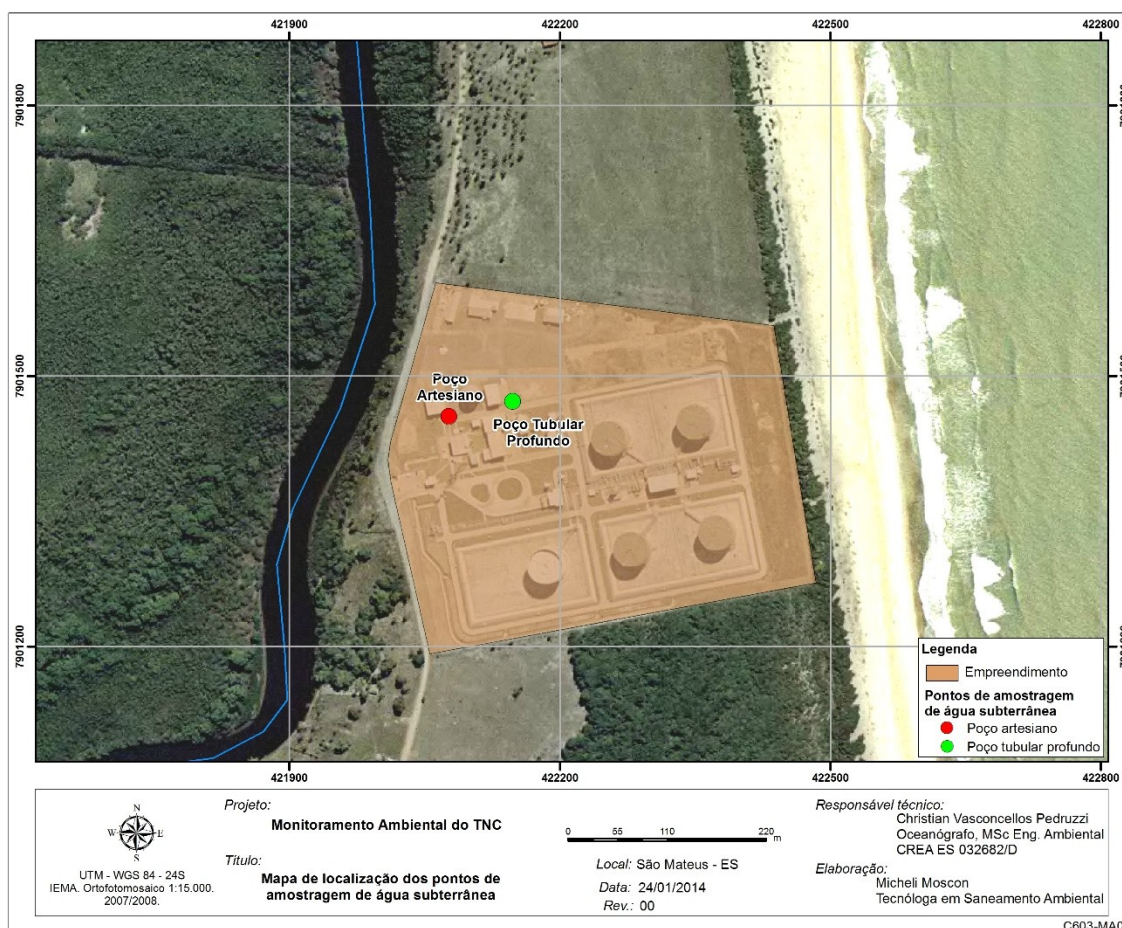 421900
422200
422500
422800
7901800
7901500
7901200
Poço
Artesiano
Poço Tubular
Profundo
7901500
Legenda
Empreendimento
Pontos de amostragem
de água subterrânea
Poço artesiano
Poço tubular profundo
421900
422200
422500
422800
N
W
E
S
UTM - WGS 84 - 24S
IEMA. Ortofotomosaico 1:15.000.
2007/2008.
Projeto:
Monitoramento Ambiental do TNC
Título:
Mapa de localização dos pontos de
amostragem de água subterrânea
0 55 110 220
m
Local: São Mateus - ES
Data: 24/01/2014
Rev.: 00
Responsável técnico:
Christian Vasconcellos Pedruzzi
Oceanógrafo, MSc Eng. Ambiental
CREA ES 032682/D
Elaboração:
Micheli Moscon
Tecnóloga em Saneamento Ambiental